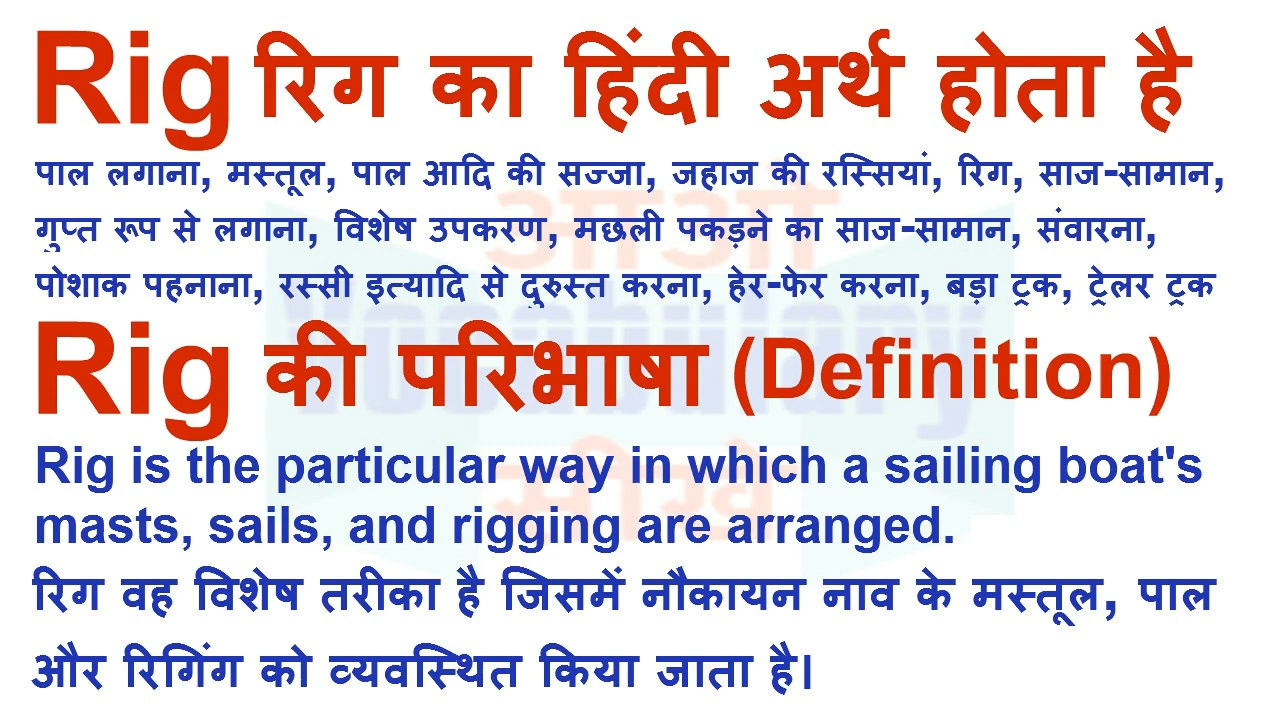 Rig रिग का हिंदी अर्थ होता है
पाल लगाना, मस्तूल, पाल आदि की सज्जा, जहाज की रस्सियां, रिग, साज-सामान,
गुप्त रूप से लगाना, विशेष उपकरण, मछली पकड़ने का साज-सामान, संवारना,
पोशाक पहनाना, रस्सी इत्यादि से दुरुस्त करना, हेर-फेर करना, बड़ा ट्रक, ट्रेलर ट्रक
Rig की परिभाषा (Definition)
Rig is the particular way in which a sailing boat's
masts, sails, and rigging are arranged.
रिग वह विशेष तरीका है जिसमें नौकायन नाव के मस्तूल, पाल
और रिगिंग को व्यवस्थित किया जाता है।
आओ
Vocabulary
सीखे